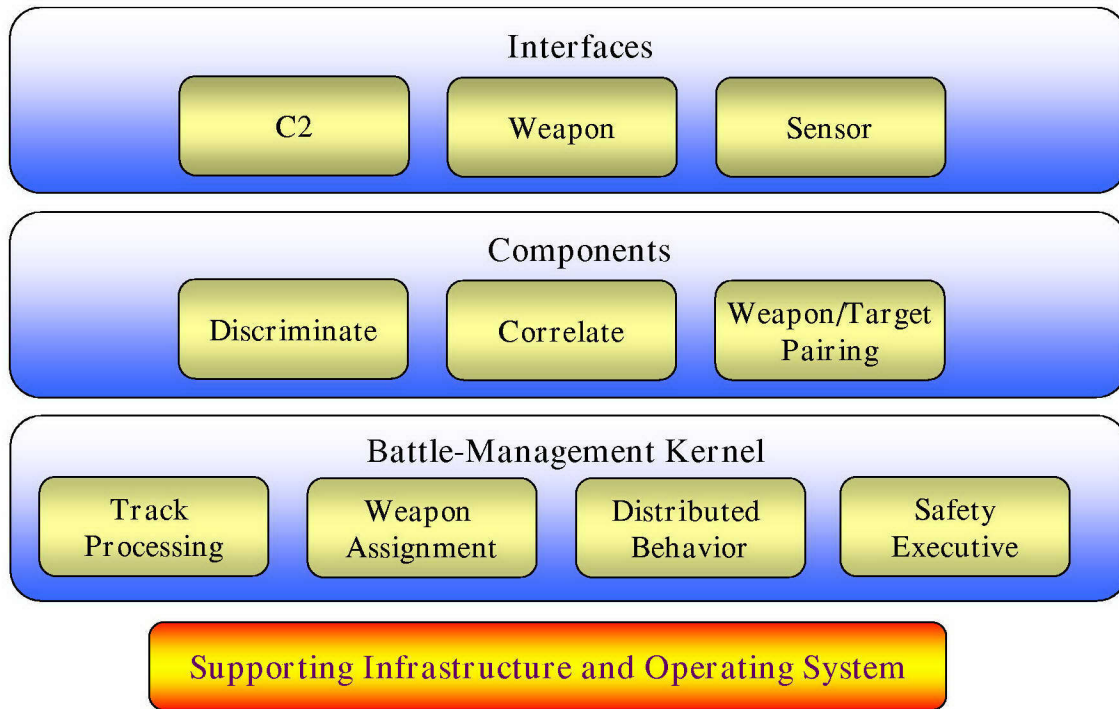 Interfaces
C2
Weapon
Sensor
Components
Discriminate
Correlate
Weapon/Target
Pairing
Battle-Management Kernel
Track
Processing
Weapon
Assignment
Distributed
Behavior
Safety
Executive
Supporting Infrastructure and Operating System